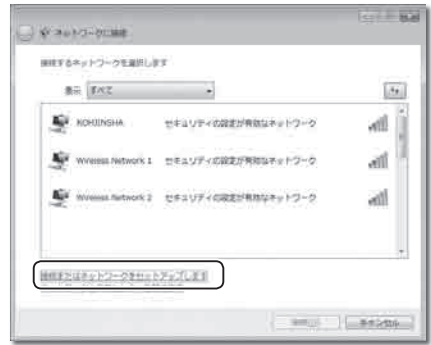 ネットワークに接続
接続するネットワークを選択します
表示 すべて
KOHJINSHA セキュリティの設定が有効なネットワーク
Wireless Network 1 セキュリティの設定が有効なネットワーク
Wireless Network 2 セキュリティの設定が有効なネットワーク
接続またはネットワークをセットアップします
接続 キャンセル